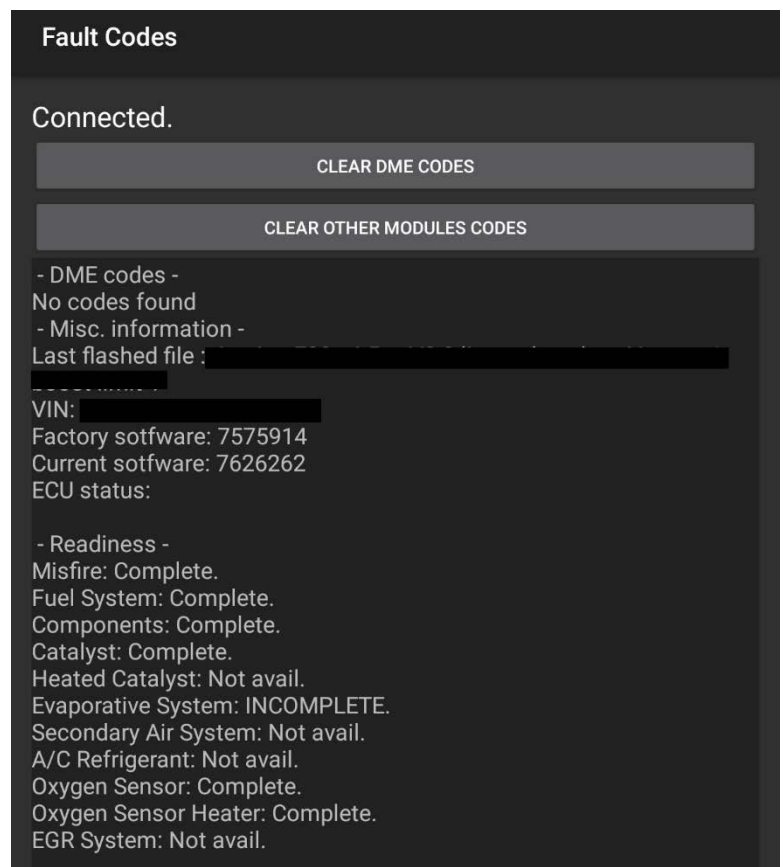 Fault Codes
Connected.
CLEAR DME CODES
CLEAR OTHER MODULES CODES
- DME codes -
No codes found
- Misc. information -
Last flashed file :
VIN:
Factory sotfware: 7575914
Current sotfware: 7626262
ECU status:
- Readiness -
Misfire: Complete.
Fuel System: Complete.
Components: Complete.
Catalyst: Complete.
Heated Catalyst: Not avail.
Evaporative System: INCOMPLETE.
Secondary Air System: Not avail.
A/C Refrigerant: Not avail.
Oxygen Sensor: Complete.
Oxygen Sensor Heater: Complete.
EGR System: Not avail.